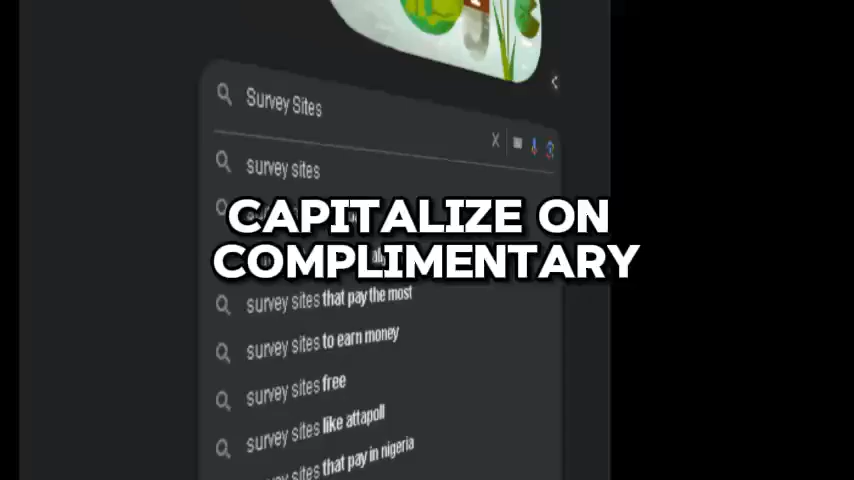 Survey Sites
survey sites
CAPITALIZE ON
COMPLIMENTARY
survey sites that pay the most
survey sites to earn money
survey sites free
survey sites like attapoll
survey sites that pay in nigeria